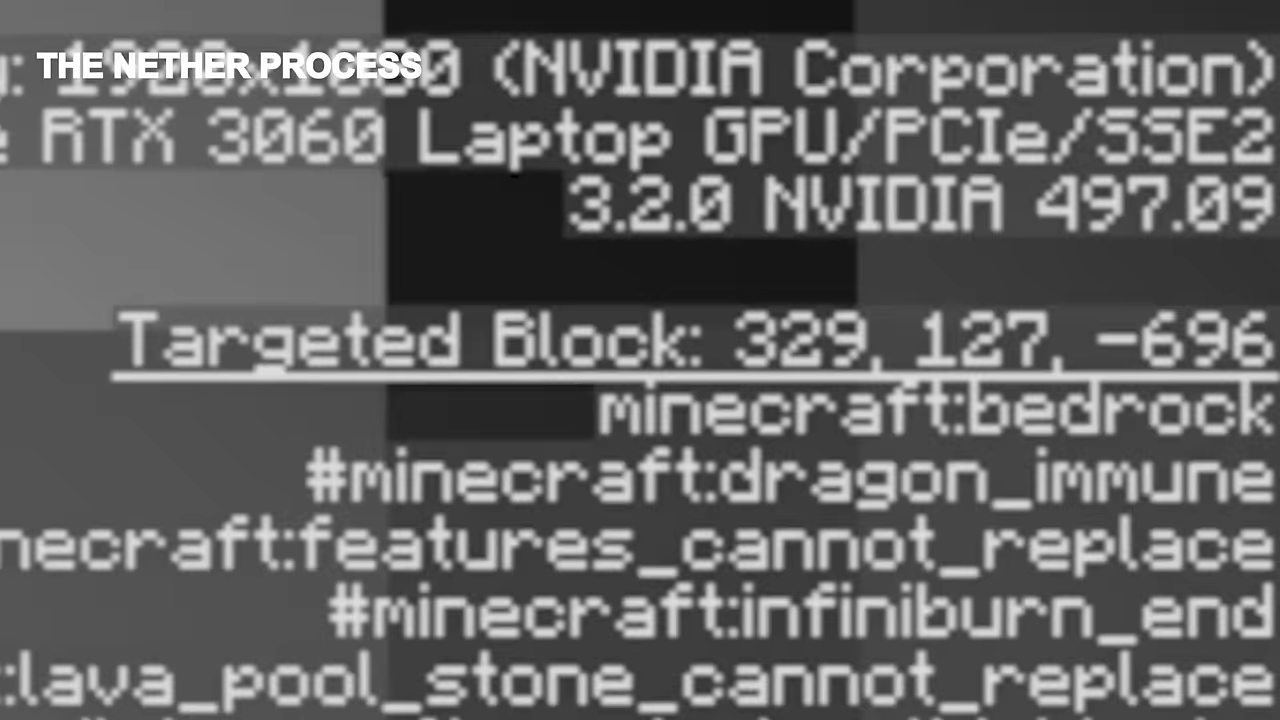 THE NETHER PROCESS
: 1920x1080 (NVIDIA Corporation)
e RTX 3060 Laptop GPU/PCIe/SSE2
3.2.0 NVIDIA 497.09
Targeted Block: 329, 127, -696
minecraft:bedrock
#minecraft:dragon_immune
necraft:features_cannot_replace
#minecraft:infiniburn_end
:lava_pool_stone_cannot_replace